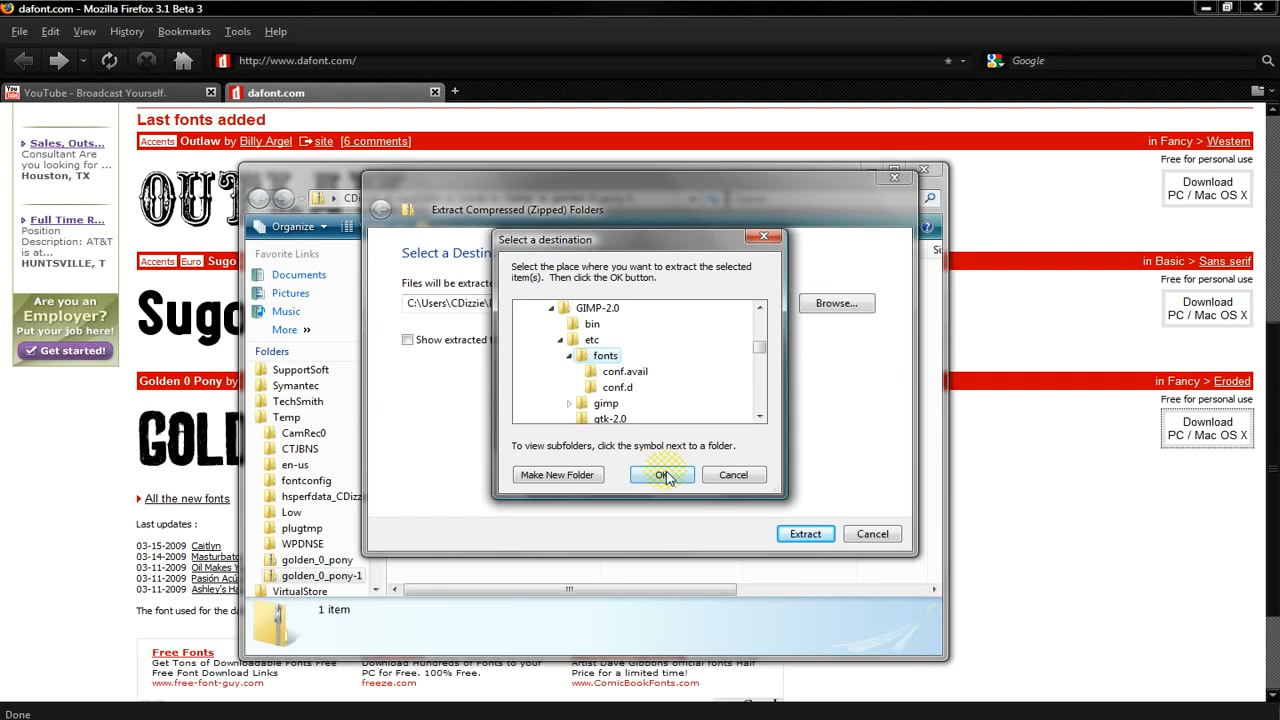 dafont.com - Mozilla Firefox 3.1 Beta 3
File Edit View History Bookmarks Tools Help
http://www.dafont.com/
Google
YouTube - Broadcast Yourself.
dafont.com
Last fonts added
Accents Outlaw by Billy Argel site [6 comments]
in Fancy > Western
Free for personal use
Download
PC / Mac OS X
Sales, Outs...
Consultant Are
you looking for ...
Houston, TX
Full Time R...
Position
Description: AT&T
is at...
HUNTSVILLE, T
Are you an
Employer?
Put your job here!
Get started!
Accents Euro Sugo
in Basic > Sans serif
Free for personal use
Download
PC / Mac OS X
Sugo
Golden 0 Pony by
in Fancy > Eroded
Free for personal use
Download
PC / Mac OS X
All the new fonts
Last updates :
03-15-2009 Caitlyn
03-14-2009
03-11-2009 Oil Makes
03-11-2009
03-11-2009 Ashley's
The font used for the
Free Fonts
Get Tons of Downloadable Fonts Free
Free Font Download Links
www.free-font-guy.com
Download Hundreds of Fonts to your
PC for Free. 100% Free.
freeze.com
Artist Dave Gibbons official fonts Half
Price for a limited time!
www.ComicBookFonts.com
Done
Organize
Favorite Links
Documents
Pictures
Music
More
Folders
SupportSoft
Symantec
TechSmith
Temp
CamRec0
CTJBNS
en-us
fontconfig
hsperfdata_CDizzie
Low
plugtmp
WPDNSE
golden_0_pony
golden_0_pony-1
VirtualStore
1 item
Extract Compressed (Zipped) Folders
Select a Destin
Files will be extracte
C:\Users\CDizzie\
Browse...
Show extracted
Extract
Cancel
Select a destination
Select the place where you want to extract the selected
item(s). Then click the OK button.
GIMP-2.0
bin
etc
fonts
conf.avail
conf.d
gimp
gtk-2.0
To view subfolders, click the symbol next to a folder.
Make New Folder
OK
Cancel